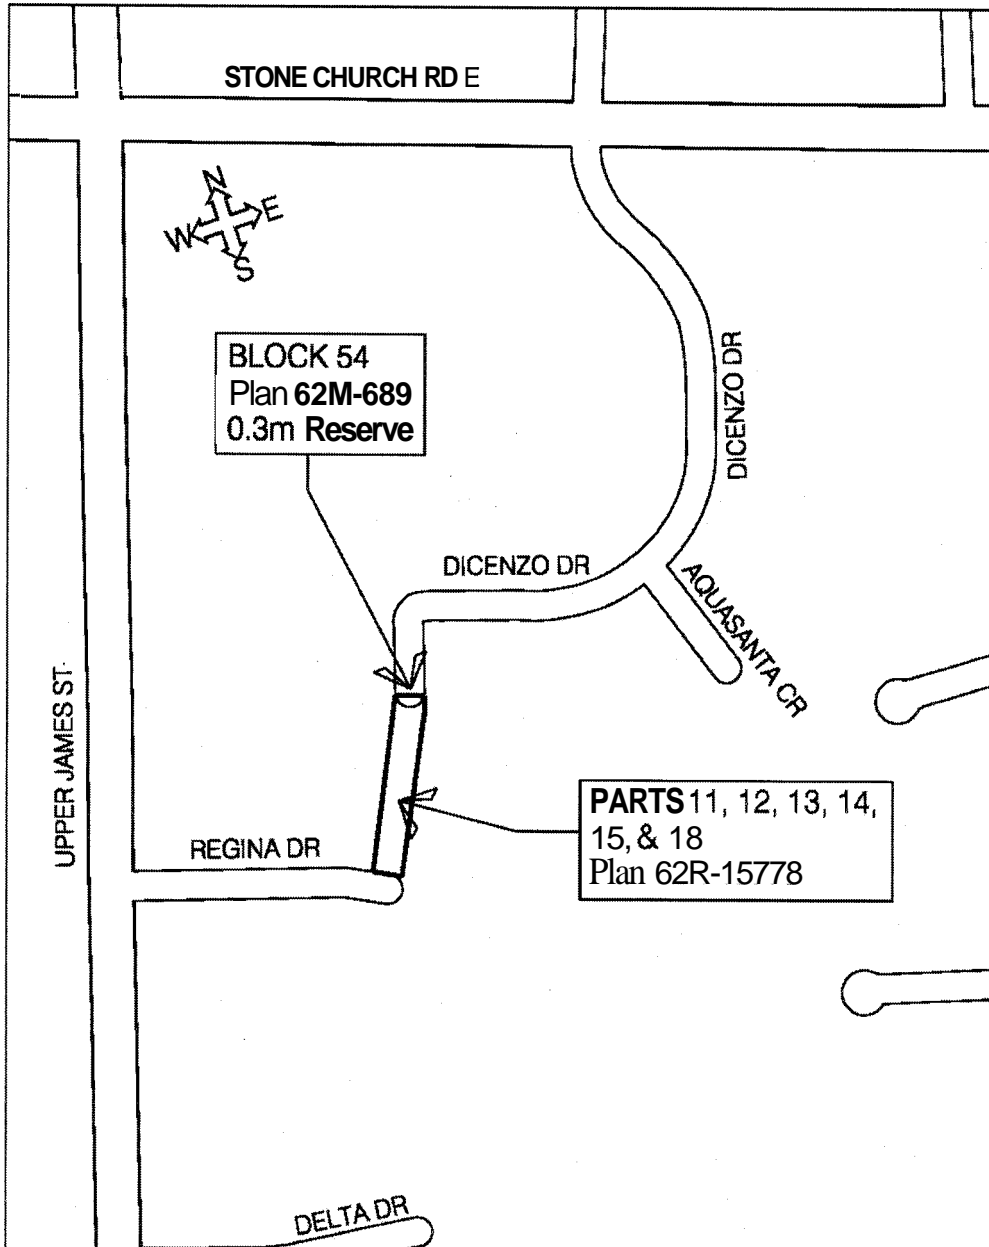 STONE CHURCH RD E
N
E
W
S
BLOCK 54
Plan 62M-689
0.3m Reserve
DICENZO DR
DICENZO DR
AQUASANTA CR
UPPER JAMES ST.
PARTS 11, 12, 13, 14,
15, & 18
Plan 62R-15778
REGINA DR
DELTA DR